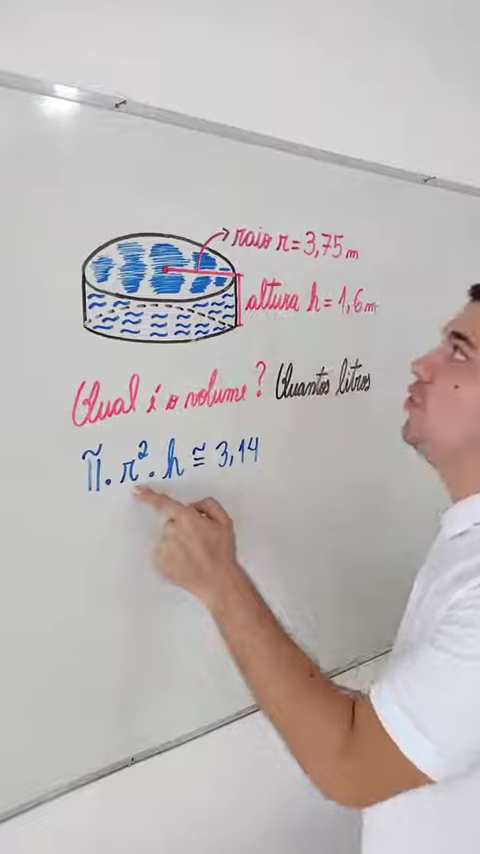 raio r = 3,75 m
altura h = 1,6 m
Qual é o volume? Quantos litros
π. r². h ≅ 3,14